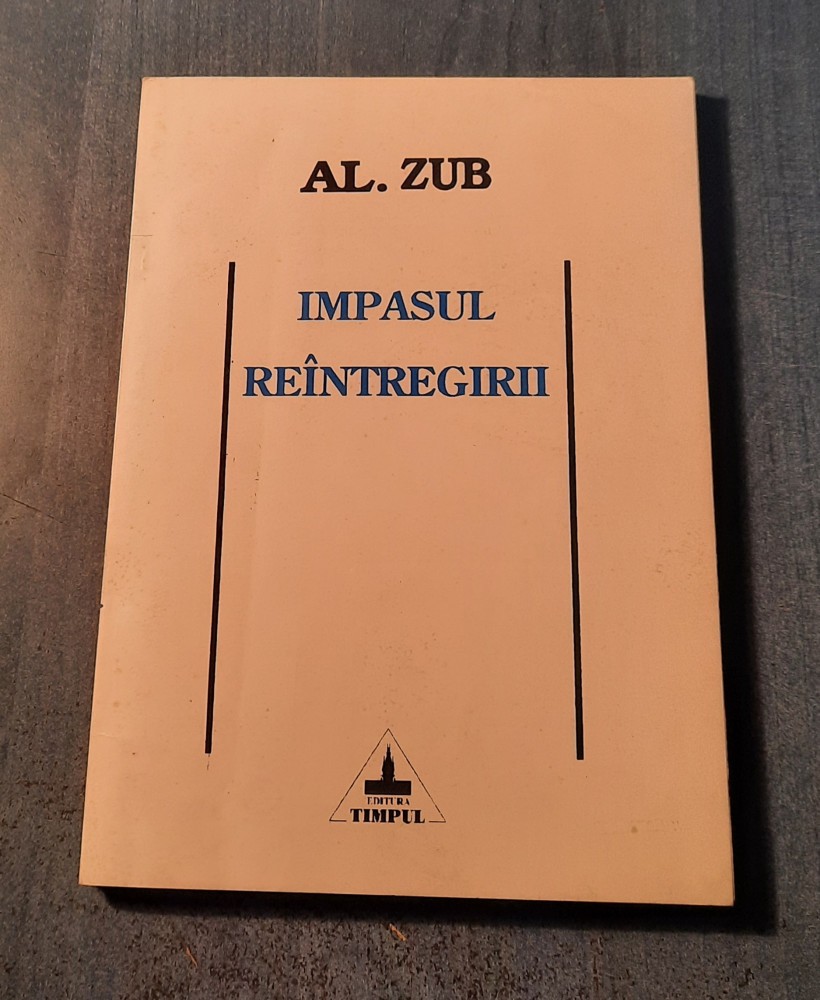 AL. ZUB
IMPASUL
REÎNTREGIRII
EDITURA
TIMPUL